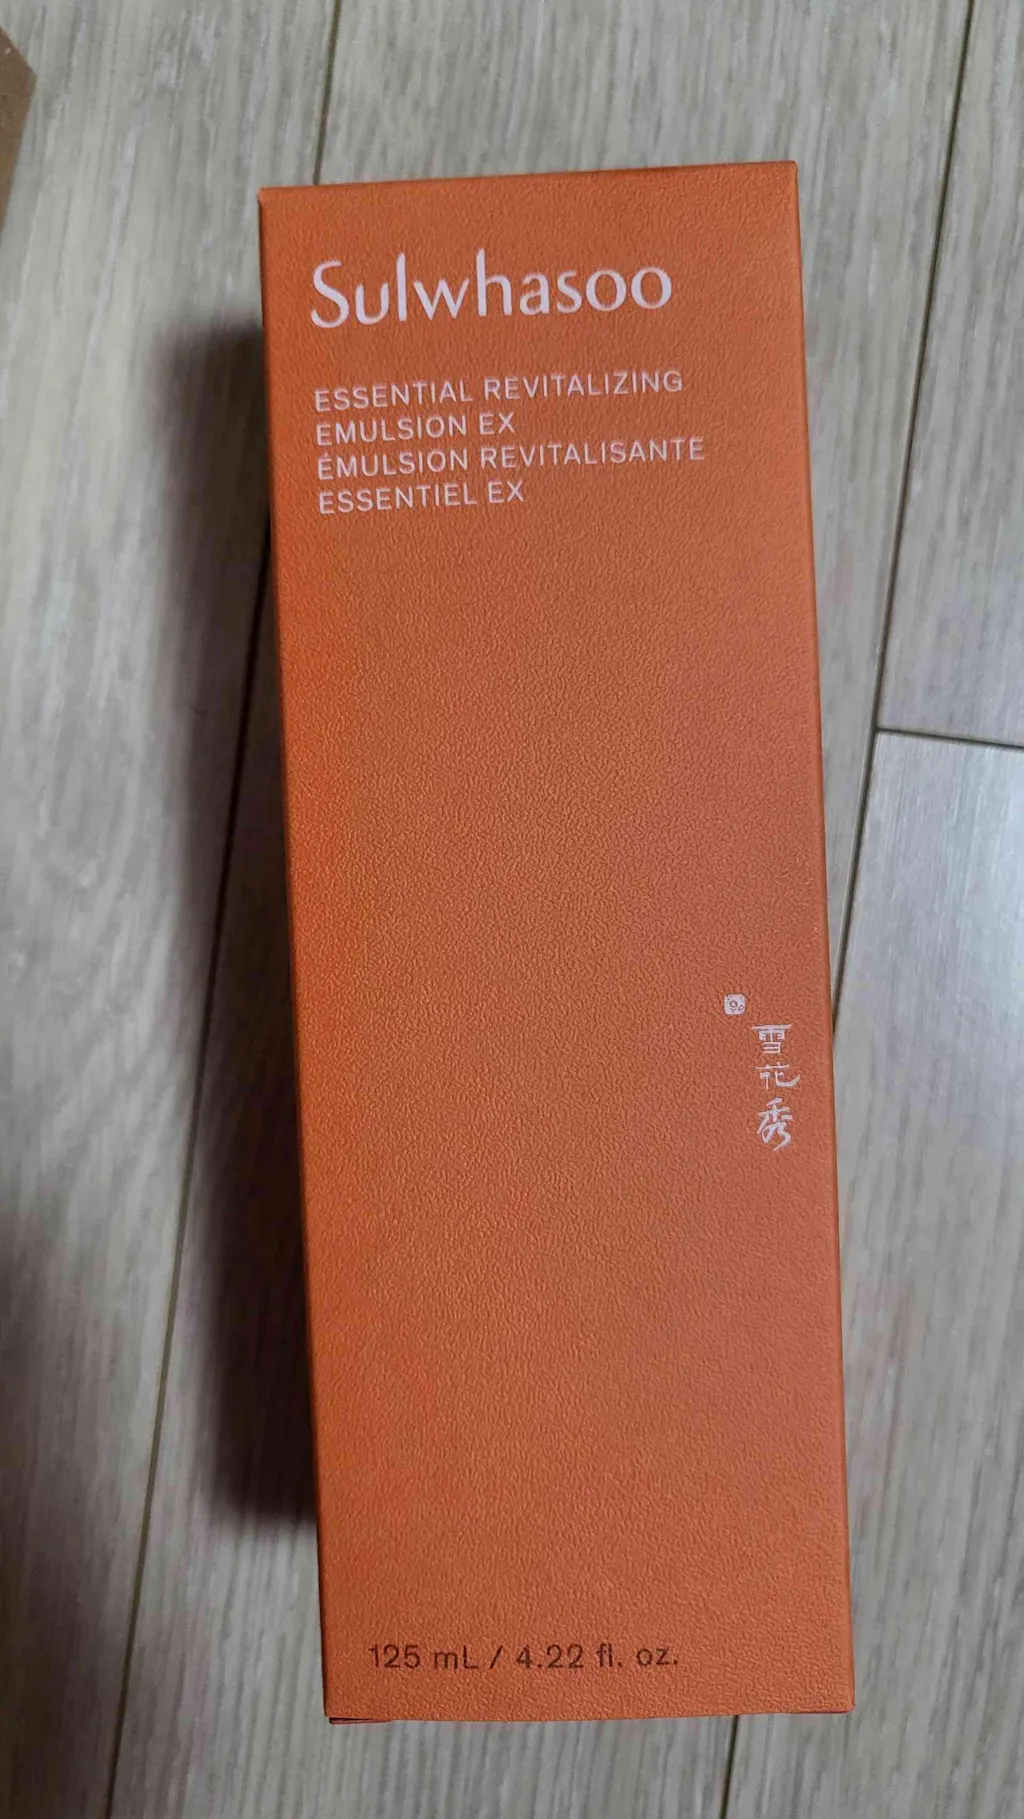 Sulwhasoo
ESSENTIAL REVITALIZING
EMULSION EX
ÉMULSION REVITALISANTE
ESSENTIEL EX
雪
花
秀
125 mL / 4.22 fl. oz.